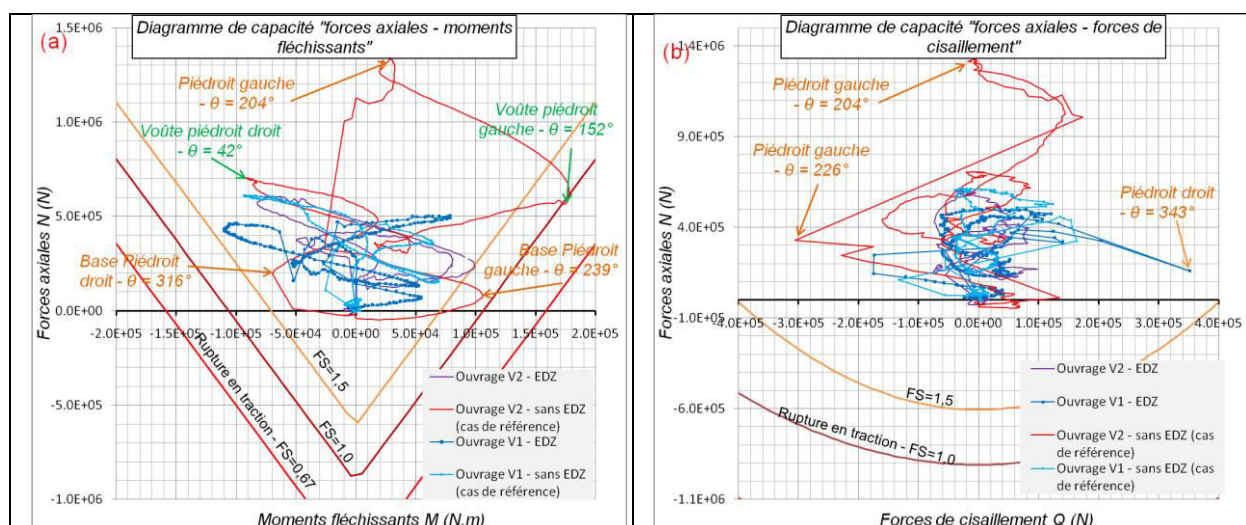 (a)
Diagramme de capacité "forces axiales - moments
fléchissants"
1.5E+06
1.0E+06
5.0E+05
0.0E+00
-5.0E+05
-1.0E+06
-2.0E+05
-1.5E+05
-1.0E+05
-5.0E+04
0.0E+00
5.0E+04
1.0E+05
1.5E+05
2.0E+05
Forces axiales N (N)
Moments fléchissants M (N.m)
Piédroit gauche
- θ = 204°
Voûte piédroit droit
- θ = 42°
Voûte piédroit
gauche - θ = 152°
Base Piédroit
droit - θ = 316°
Base Piédroit
gauche - θ = 239°
Rupture en traction - FS=0,67
FS=1,5
FS=1,0
Ouvrage V2 - EDZ
Ouvrage V2 - sans EDZ
(cas de référence)
Ouvrage V1 - EDZ
Ouvrage V1 - sans EDZ
(cas de référence)
(b)
Diagramme de capacité "forces axiales - forces de
cisaillement"
1.4E+06
9.0E+05
4.0E+05
-1.0E+05
-6.0E+05
-1.1E+06
-4.0E+05
-3.0E+05
-2.0E+05
-1.0E+05
0.0E+00
1.0E+05
2.0E+05
3.0E+05
4.0E+05
Forces axiales N (N)
Forces de cisaillement Q (N)
Piédroit gauche
- θ = 204°
Piédroit gauche
- θ = 226°
Piédroit droit
- θ = 343°
FS=1,5
Rupture en traction - FS=1,0
Ouvrage V2 - EDZ
Ouvrage V1 - EDZ
Ouvrage V2 - sans EDZ (cas
de référence)
Ouvrage V1 - sans EDZ (cas
de référence)